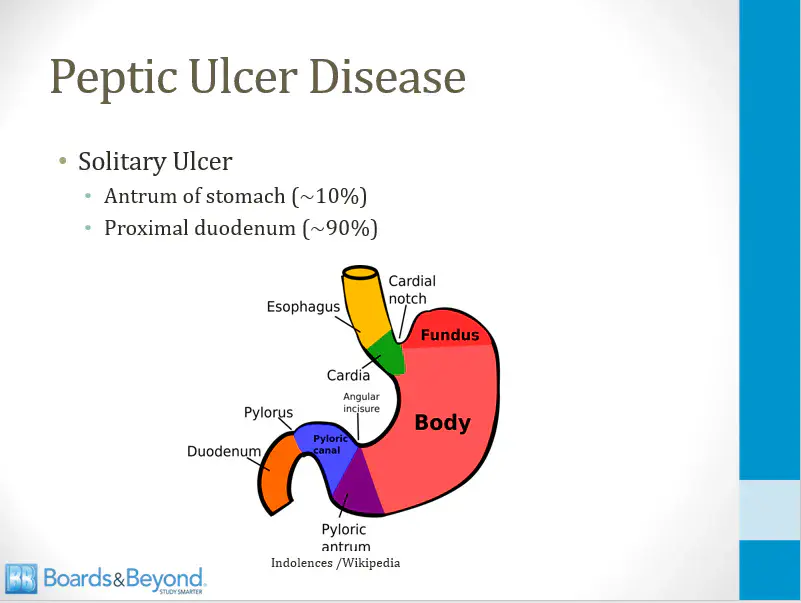 Peptic Ulcer Disease
• Solitary Ulcer
• Antrum of stomach (~10%)
• Proximal duodenum (~90%)
Cardial
notch
Esophagus
Fundus
Cardia
Angular
incisure
Pylorus
Body
Pyloric
canal
Duodenum
Pyloric
antrum
Indolences /Wikipedia
BB Boards&Beyond.
STUDY SMARTER